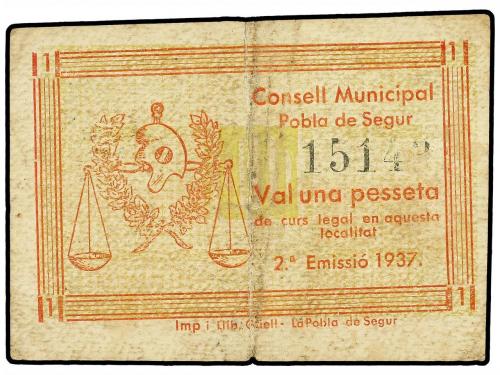 1 1
Consell Municipal
Pobla de Segur
1514
Val una pesseta
de curs legal en aquesta
localitat
2.ª Emissió 1937.
1 1
Imp i Llib. Güell - La Pobla de Segur